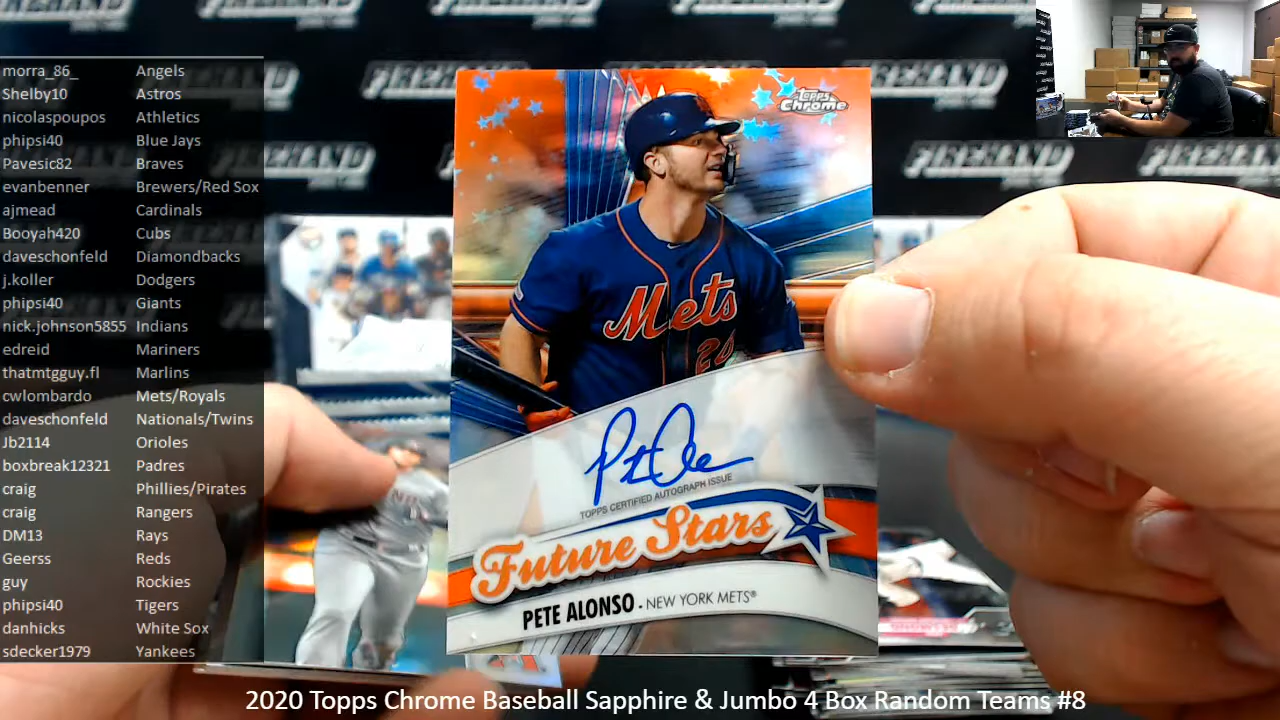 morra_86_ Angels
Shelby10 Astros
nicolaspoupos Athletics
phipsi40 Blue Jays
Pavesic82 Braves
evanbenner Brewers/Red Sox
ajmead Cardinals
Booyah420 Cubs
daveschonfeld Diamondbacks
j.koller Dodgers
phipsi40 Giants
nick.johnson5855 Indians
edreid Mariners
thatmtgguy.fl Marlins
cwlombardo Mets/Royals
daveschonfeld Nationals/Twins
Jb2114 Orioles
boxbreak12321 Padres
craig Phillies/Pirates
craig Rangers
DM13 Rays
Geerss Reds
guy Rockies
phipsi40 Tigers
danhicks White Sox
sdecker1979 Yankees
FIREHAND
FIREHAND
Topps
Chrome
Mets
20
TOPPS CERTIFIED AUTOGRAPH ISSUE
Future Stars
PETE ALONSO • NEW YORK METS®
2020 Topps Chrome Baseball Sapphire & Jumbo 4 Box Random Teams #8